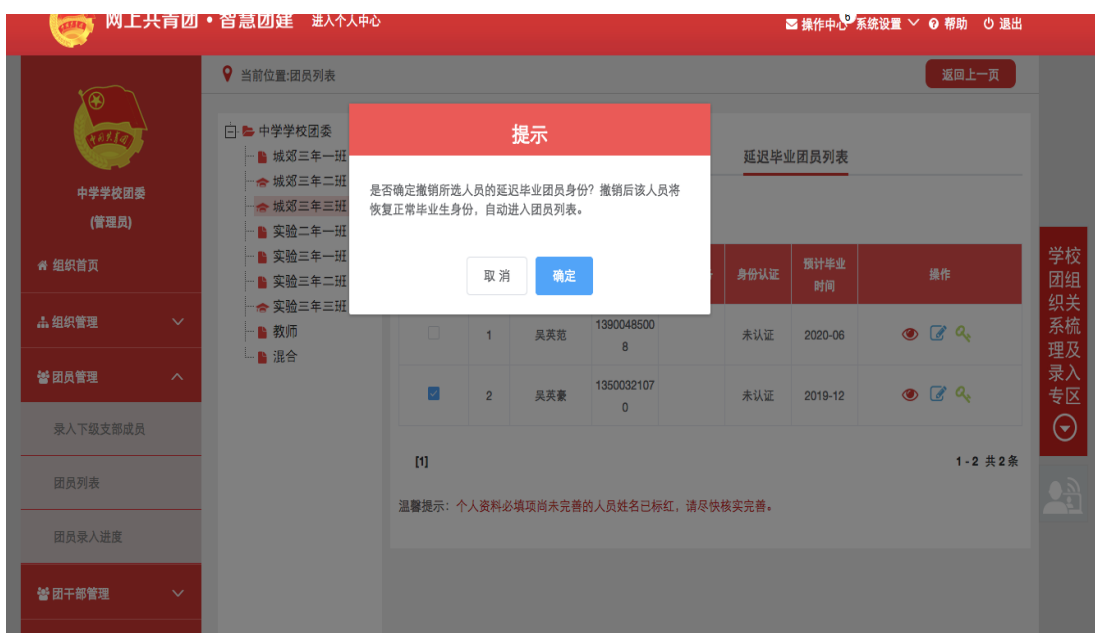 网上共青团•智慧团建 进入个人中心
操作中心 6 系统设置 帮助 退出
中国共青团
中学学校团委
(管理员)
组织首页
组织管理
团员管理
录入下级支部成员
团员列表
团员录入进度
团干部管理
当前位置:团员列表
返回上一页
中学学校团委
城郊三年一班
城郊三年二班
城郊三年三班
实验二年一班
实验三年一班
实验三年二班
实验三年三班
教师
混合
提示
是否确定撤销所选人员的延迟毕业团员身份？撤销后该人员将
恢复正常毕业生身份，自动进入团员列表。
取 消 确定
延迟毕业团员列表
身份认证 预计毕业 操作
时间
1 吴英范 1390048500 未认证 2020-06
8
2 吴英豪 1350032107 未认证 2019-12
0
[1] 1 - 2 共 2 条
温馨提示：个人资料必填项尚未完善的人员姓名已标红，请尽快核实完善。
学校
团组
织关
系梳
理及
录入
专区